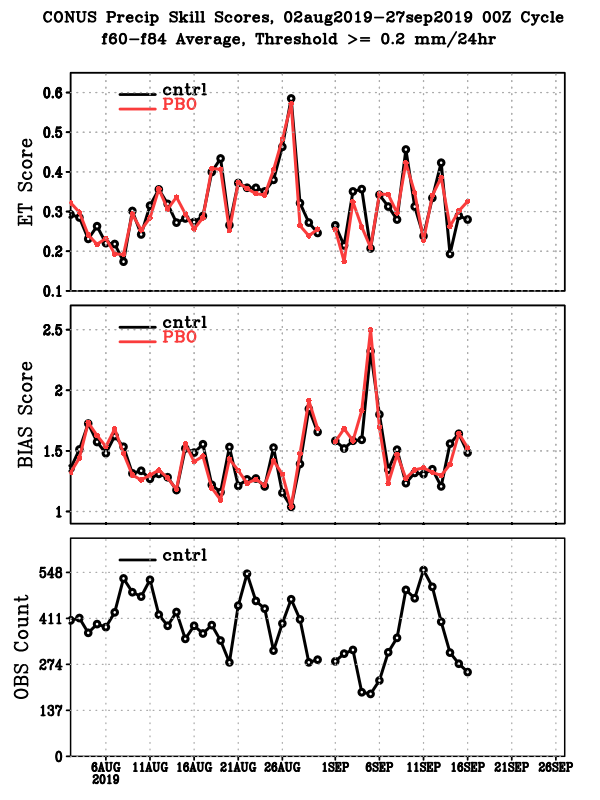 CONUS Precip Skill Scores, 02aug2019-27sep2019 00Z Cycle
f60-f84 Average, Threshold >= 0.2 mm/24hr
ET Score
0.6
0.5
0.4
0.3
0.2
0.1
cntrl
PBO
BIAS Score
2.5
2
1.5
1
cntrl
PBO
OBS Count
548
411
274
137
0
cntrl
6AUG 11AUG 16AUG 21AUG 26AUG 1SEP 6SEP 11SEP 16SEP 21SEP 26SEP
2019